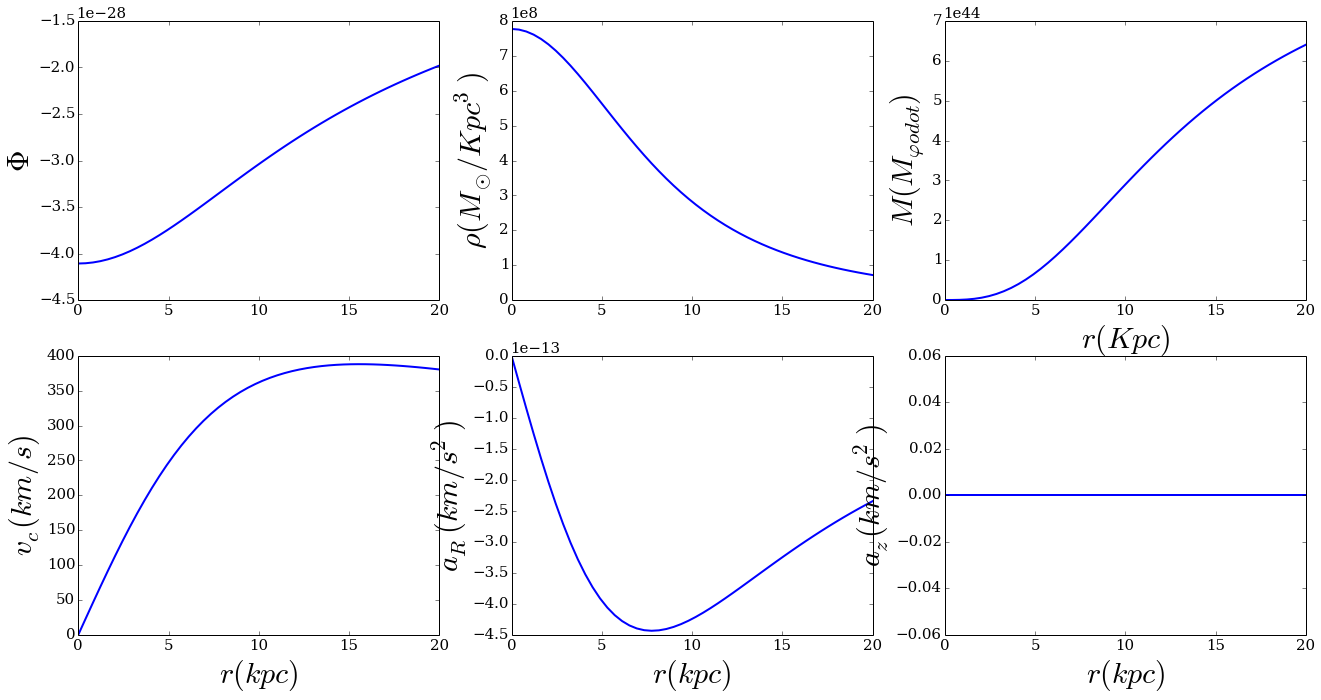 1e−28
−1.5
−2.0
−2.5
−3.0
−3.5
−4.0
−4.5
Φ
0 5 10 15 20
1e8
8
7
6
5
4
3
2
1
0
ρ(M⊙/Kpc³)
0 5 10 15 20
1e44
7
6
5
4
3
2
1
0
M(M_φodot)
0 5 10 15 20
r(Kpc)
400
350
300
250
200
150
100
50
0
v_c(km/s)
0 5 10 15 20
r(kpc)
1e−13
0.0
−0.5
−1.0
−1.5
−2.0
−2.5
−3.0
−3.5
−4.0
−4.5
a_R(km/s²)
0 5 10 15 20
r(kpc)
0.06
0.04
0.02
0.00
−0.02
−0.04
−0.06
a_z(km/s²)
0 5 10 15 20
r(kpc)